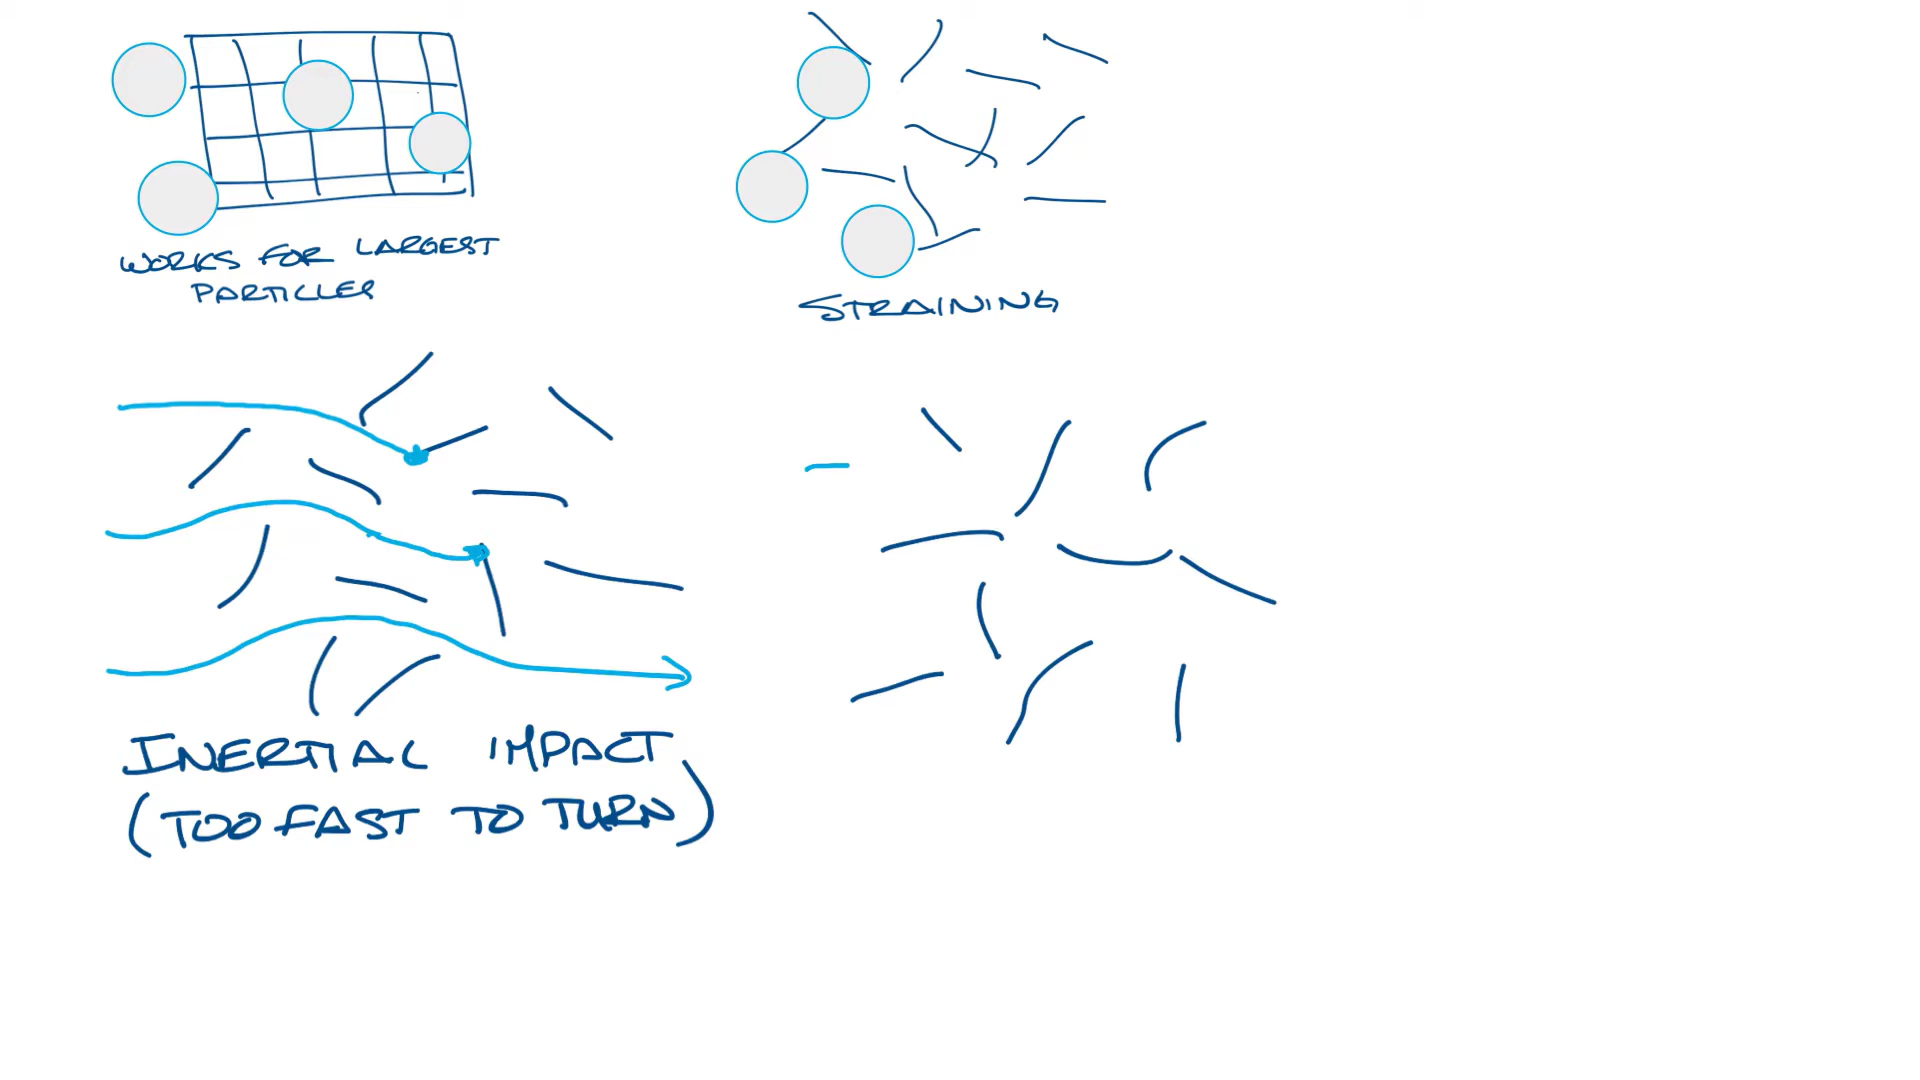 WORKS FOR LARGEST
PARTICLES
STRAINING
INERTIAL IMPACT
(TOO FAST TO TURN)